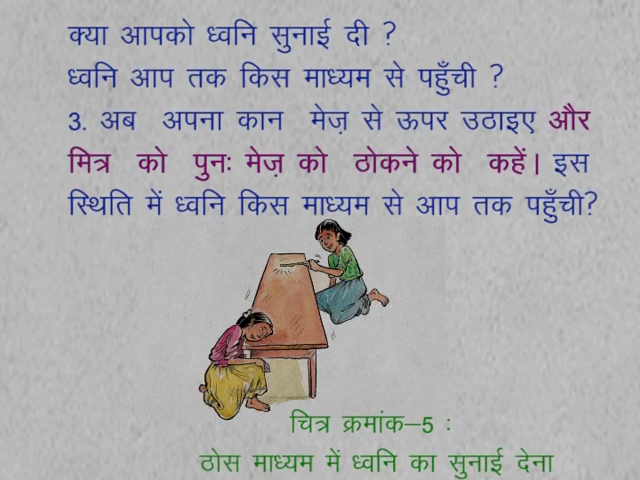 क्या आपको ध्वनि सुनाई दी ?
ध्वनि आप तक किस माध्यम से पहुँची ?
3. अब अपना कान मेज़ से ऊपर उठाइए और
मित्र को पुनः मेज़ को ठोकने को कहें। इस
स्थिति में ध्वनि किस माध्यम से आप तक पहुँची?
चित्र क्रमांक–5 :
ठोस माध्यम में ध्वनि का सुनाई देना